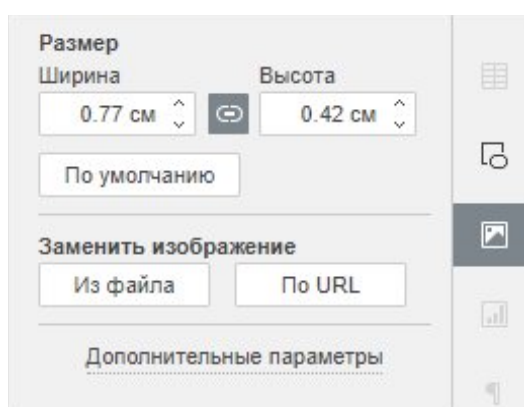 Размер
Ширина Высота
0.77 см 0.42 см
По умолчанию
Заменить изображение
Из файла По URL
Дополнительные параметры